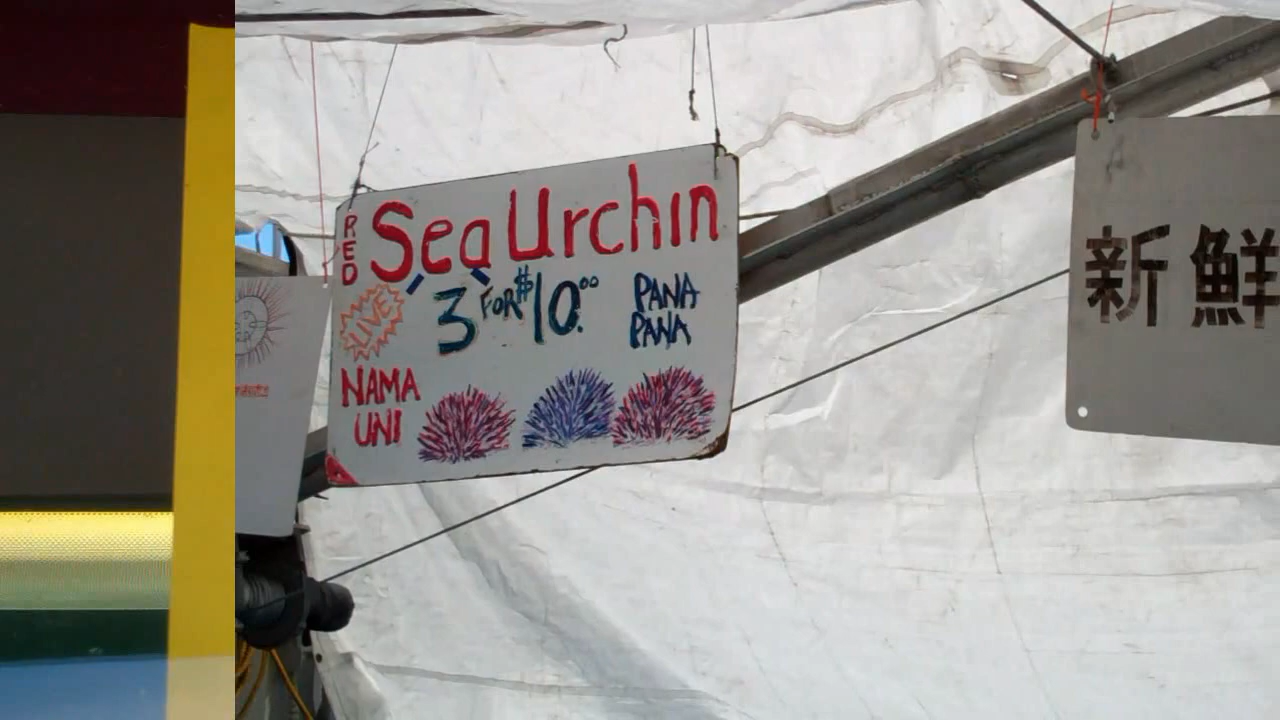 RED Sea Urchin
LIVE 3 FOR $10.00 PANA PANA
NAMA UNI
新鮮